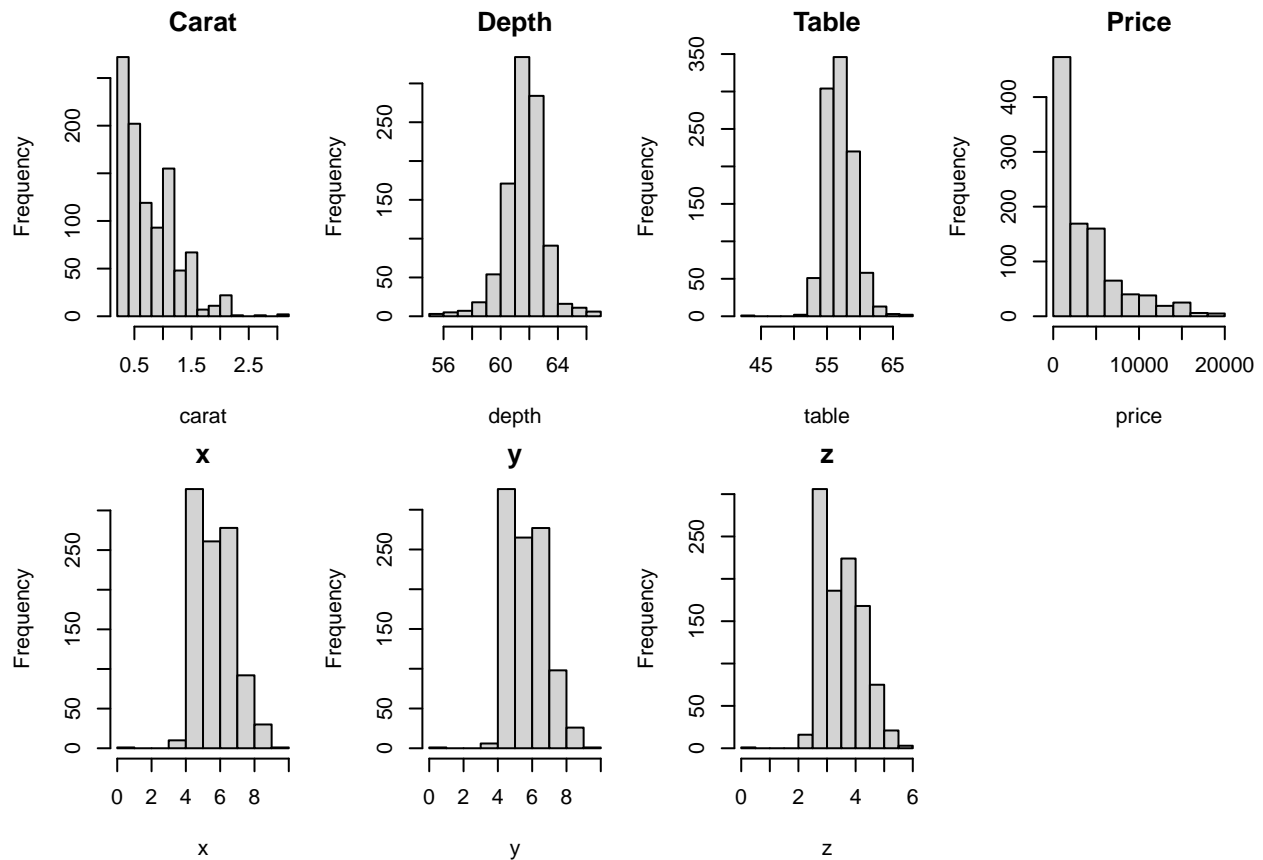 Carat
Frequency
0 50 100 200
0.5 1.5 2.5
carat
Depth
Frequency
0 50 150 250
56 60 64
depth
Table
Frequency
0 50 150 250 350
45 55 65
table
Price
Frequency
0 100 200 300 400
0 10000 20000
price
x
Frequency
0 50 150 250
0 2 4 6 8
x
y
Frequency
0 50 150 250
0 2 4 6 8
y
z
Frequency
0 50 150 250
0 2 4 6
z